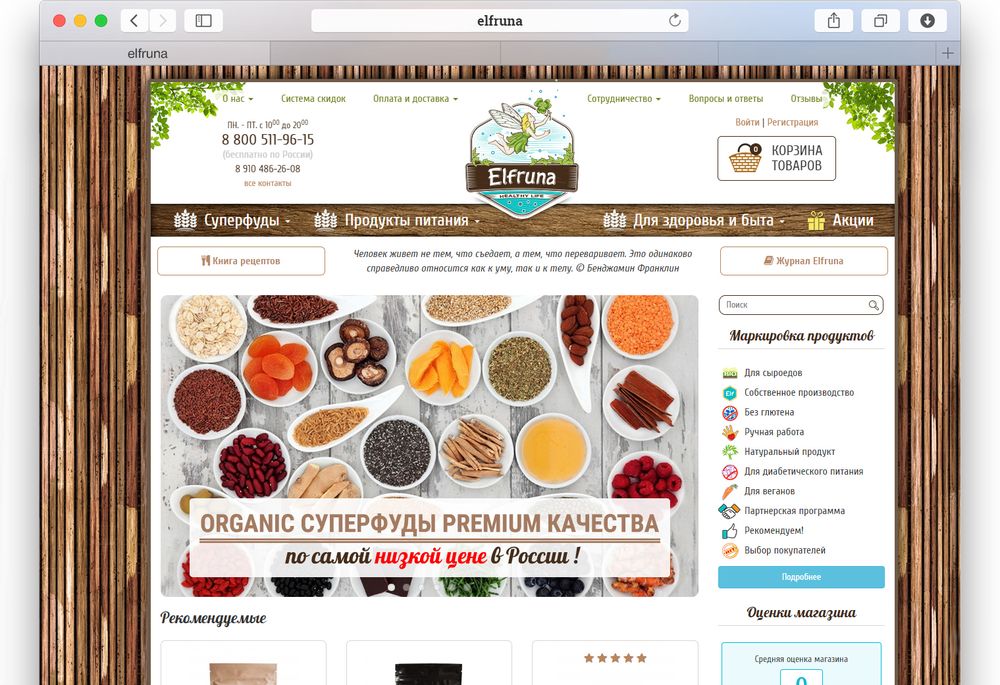 elfruna
elfruna
О нас
Система скидок
Оплата и доставка
Сотрудничество
Вопросы и ответы
Отзывы
ПН. - ПТ. с 10⁰⁰ до 20⁰⁰
8 800 511-96-15
(бесплатно по России)
8 910 486-26-08
все контакты
Elfruna
HEALTHY LIFE
Войти | Регистрация
0
КОРЗИНА
ТОВАРОВ
Суперфуды
Продукты питания
Для здоровья и быта
Акции
Книга рецептов
Человек живет не тем, что съедает, а тем, что переваривает. Это одинаково
справедливо относится как к уму, так и к телу. © Бенджамин Франклин
Журнал Elfruna
Поиск
Маркировка продуктов
Для сыроедов
Собственное производство
Без глютена
Ручная работа
Натуральный продукт
Для диабетического питания
Для веганов
Партнерская программа
Рекомендуем!
Выбор покупателей
Подробнее
ORGANIC СУПЕРФУДЫ PREMIUM КАЧЕСТВА
по самой низкой цене в России !
Рекомендуемые
Оценки магазина
Средняя оценка магазина